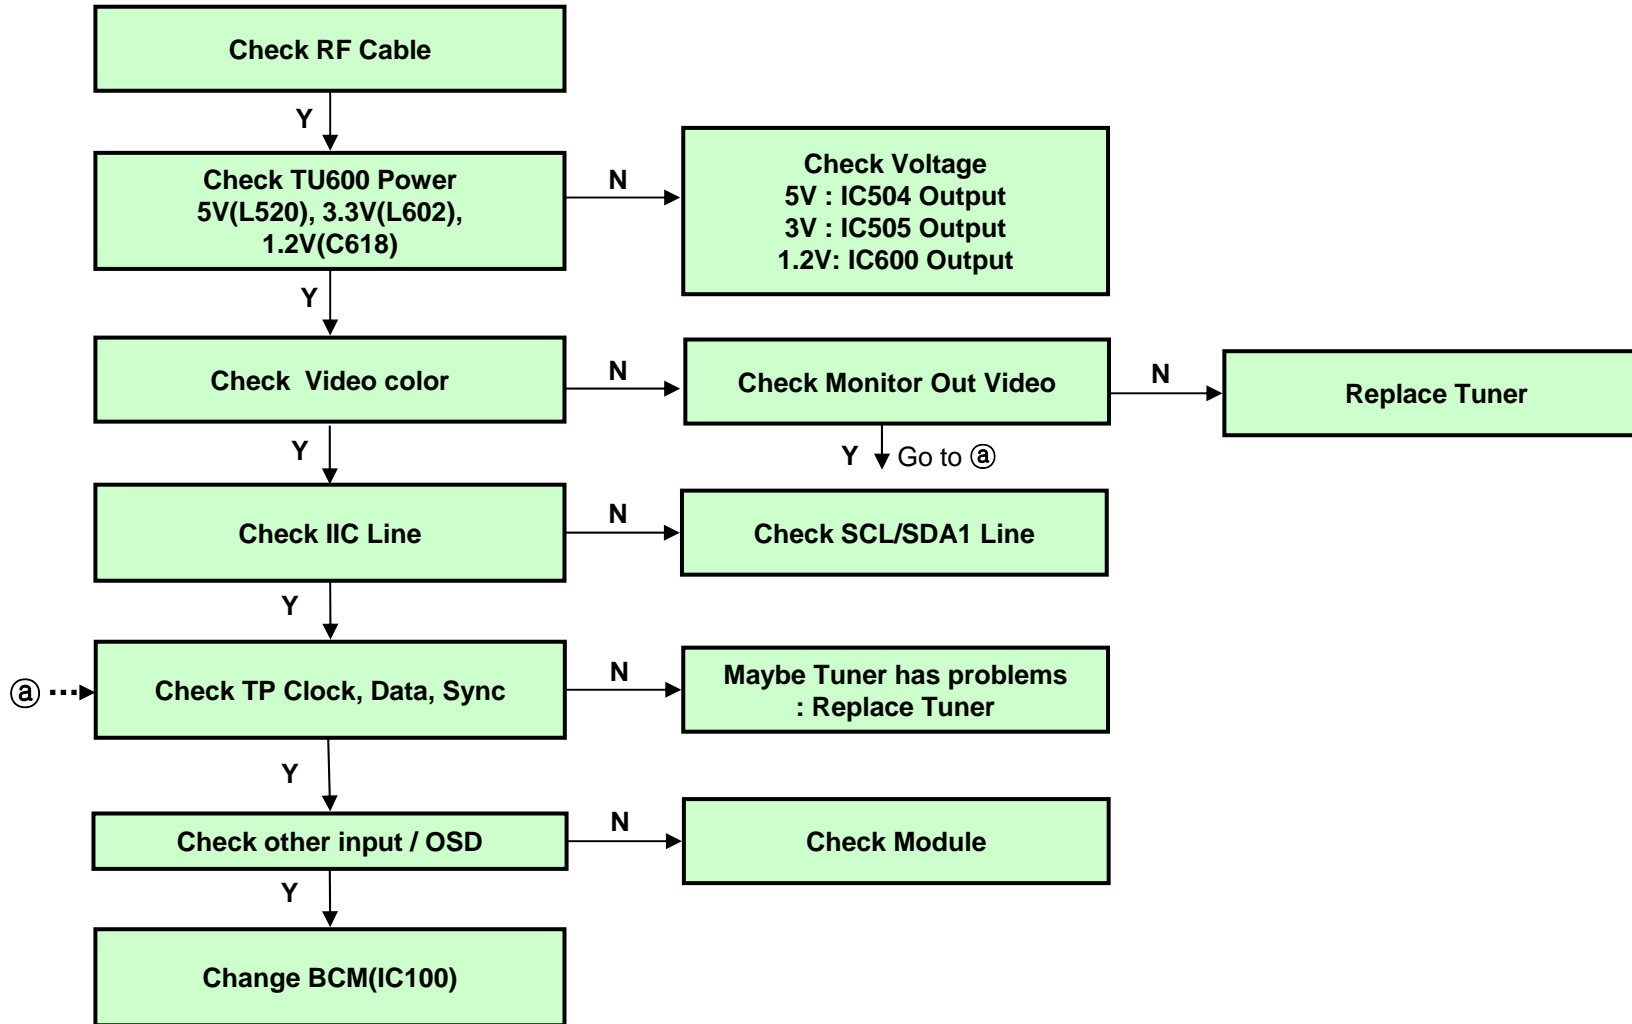 Check RF Cable
Y
Check TU600 Power
5V(L520), 3.3V(L602),
1.2V(C618)
N
Check Voltage
5V : IC504 Output
3V : IC505 Output
1.2V: IC600 Output
Y
Check Video color
N
Check Monitor Out Video
N
Replace Tuner
Y
Y Go to ⓐ
Check IIC Line
N
Check SCL/SDA1 Line
Y
ⓐ
Check TP Clock, Data, Sync
N
Maybe Tuner has problems
: Replace Tuner
Y
Check other input / OSD
N
Check Module
Y
Change BCM(IC100)